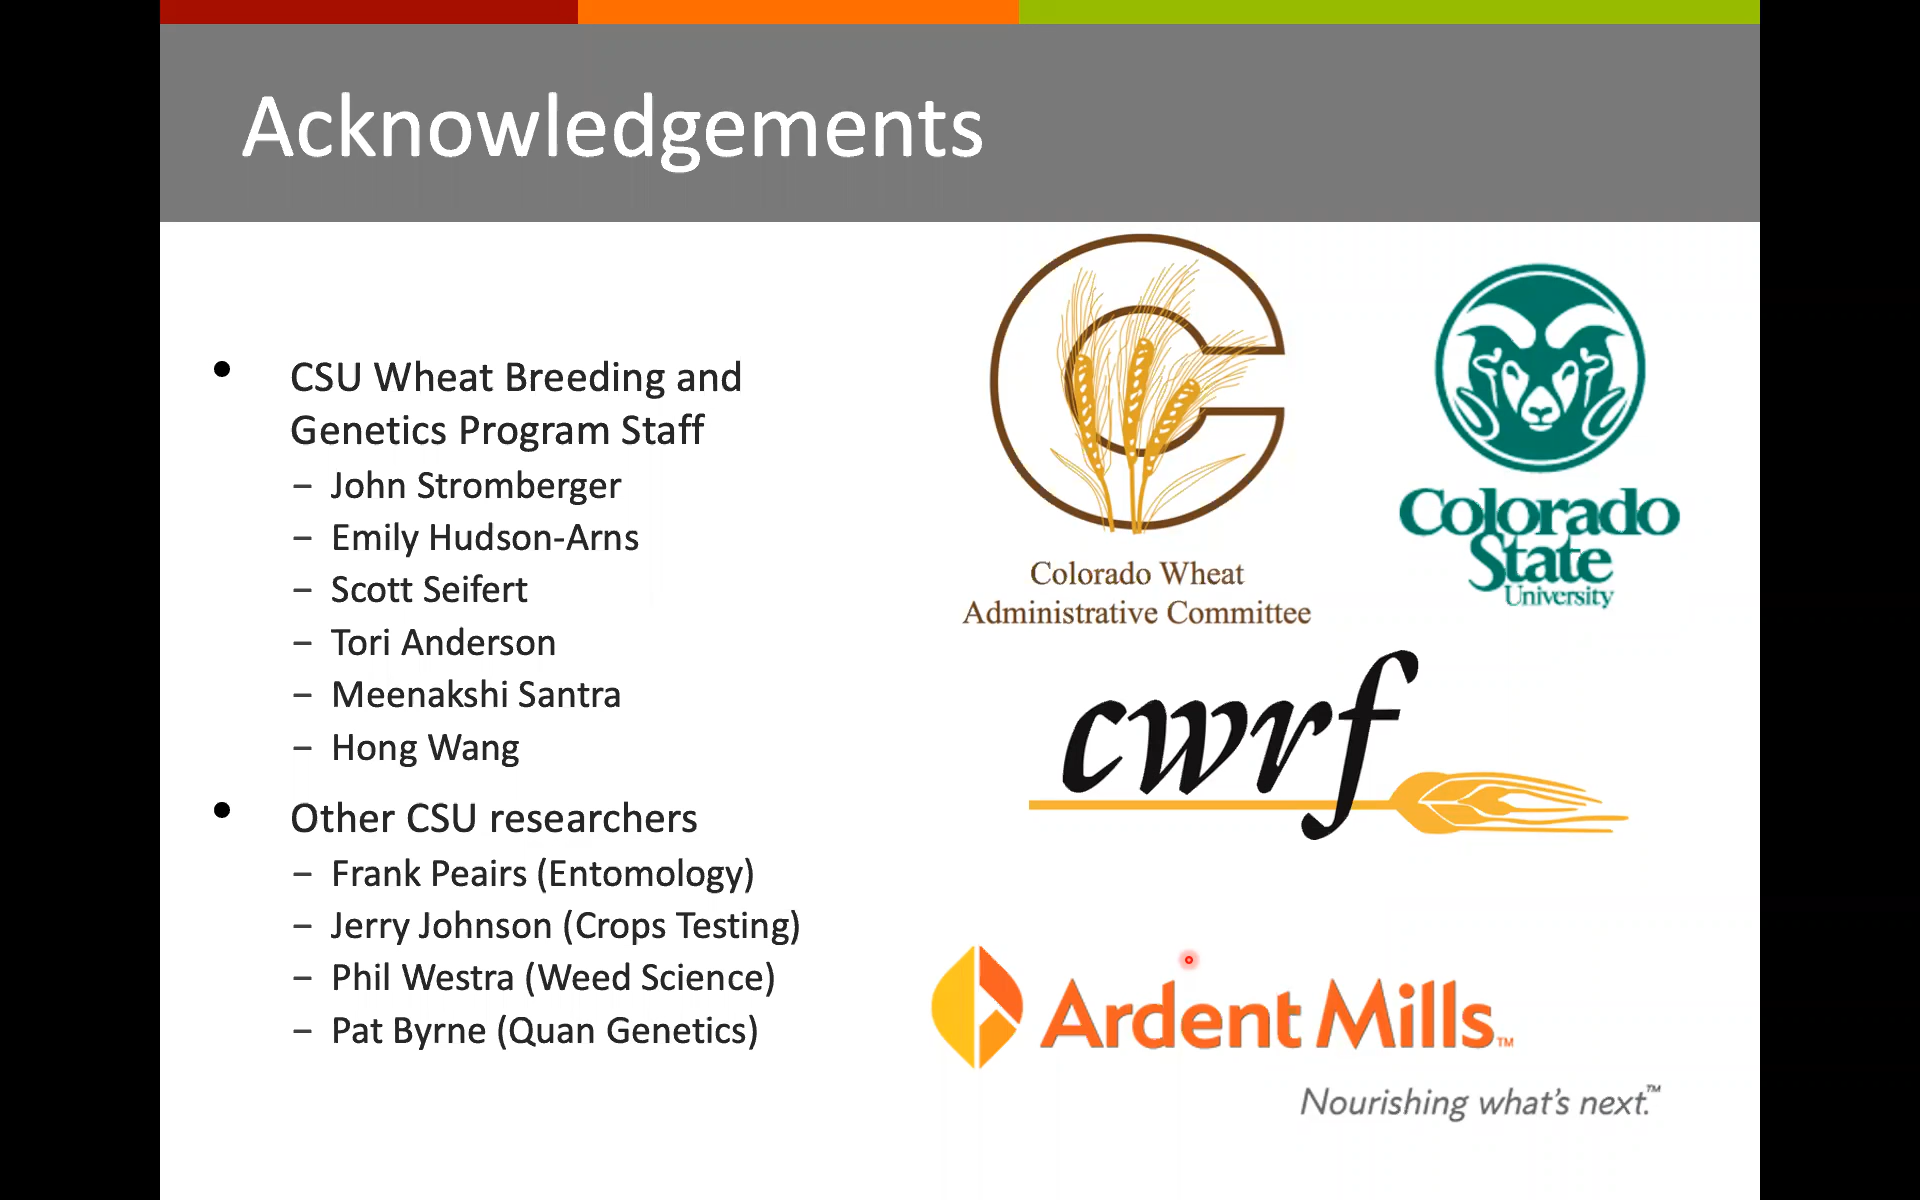 Acknowledgements
• CSU Wheat Breeding and
Genetics Program Staff
– John Stromberger
– Emily Hudson-Arns
– Scott Seifert
– Tori Anderson
– Meenakshi Santra
– Hong Wang
• Other CSU researchers
– Frank Peairs (Entomology)
– Jerry Johnson (Crops Testing)
– Phil Westra (Weed Science)
– Pat Byrne (Quan Genetics)
Colorado Wheat
Administrative Committee
Colorado
State
University
cwrf
Ardent Mills™
Nourishing what's next.™